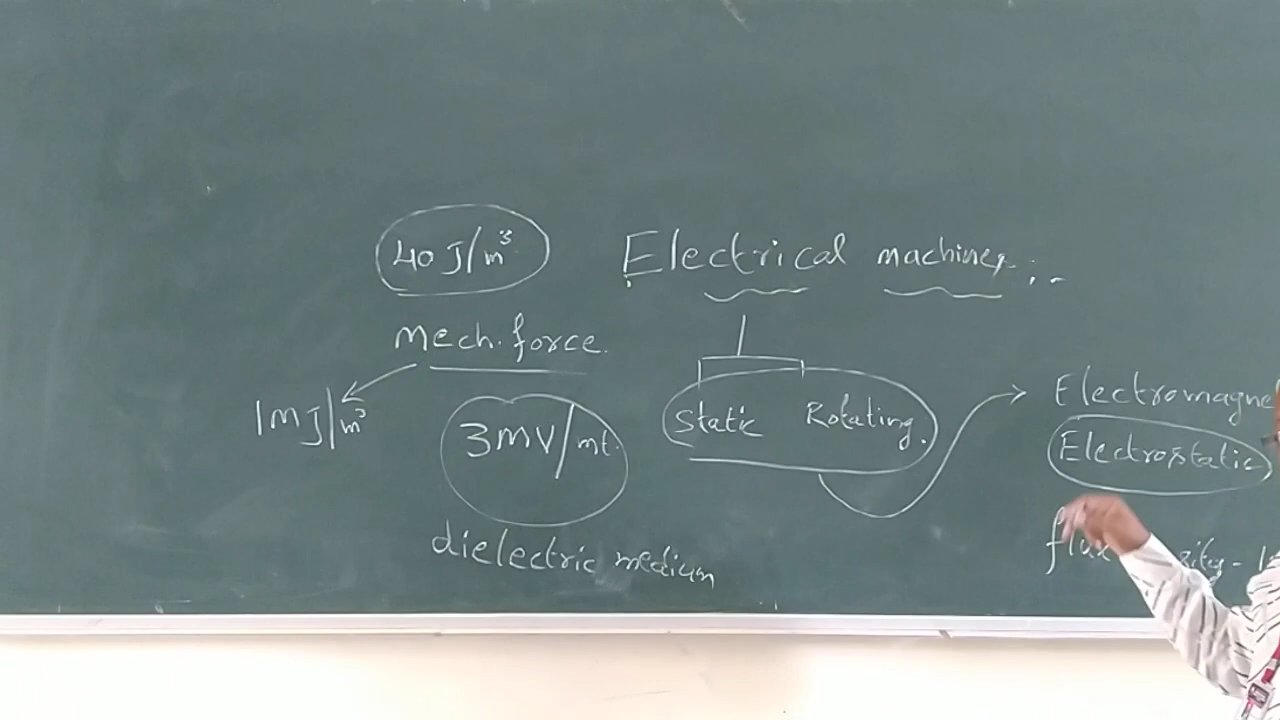 40 J/m³
Electrical machines :-
mech. force.
1MJ/m³
3MV/mt.
Static Rotating.
Electromagne
Electrostatic
dielectric medium